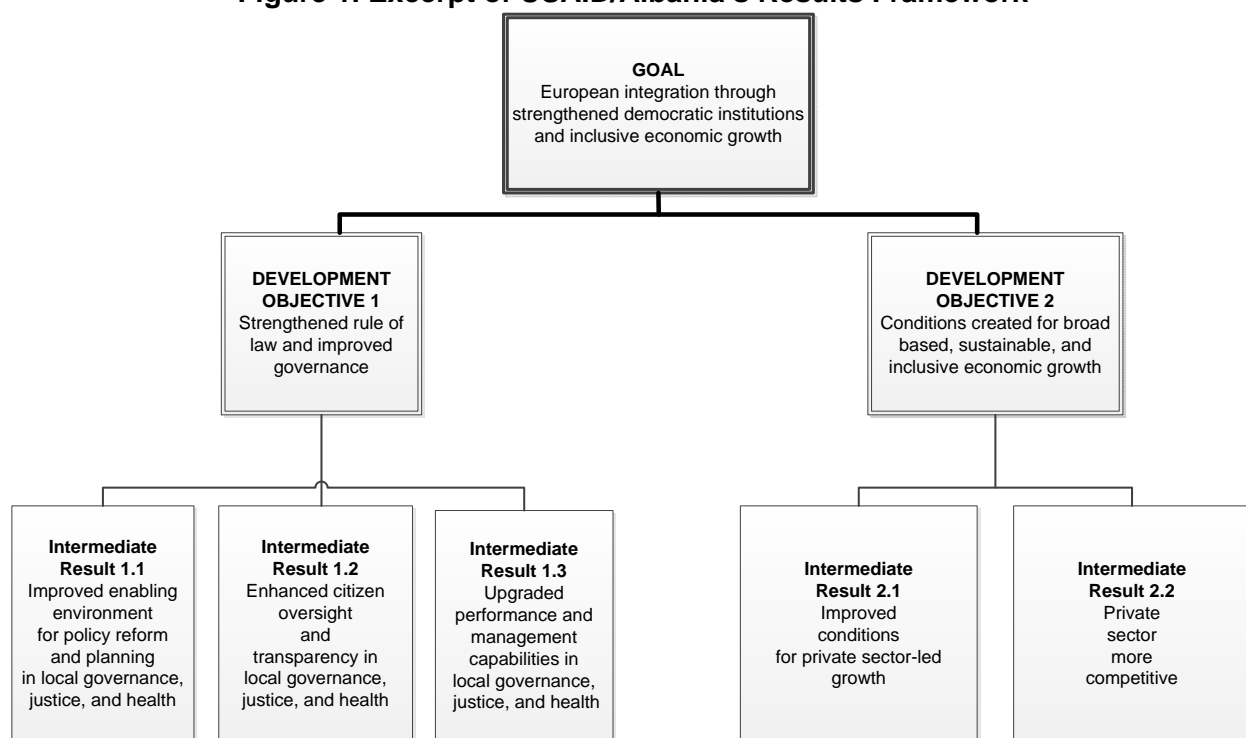 Figure 1. Excerpt of USAID/Albania's Results Framework
GOAL
European integration through
strengthened democratic institutions
and inclusive economic growth
DEVELOPMENT
OBJECTIVE 1
Strengthened rule of
law and improved
governance
DEVELOPMENT
OBJECTIVE 2
Conditions created for broad
based, sustainable, and
inclusive economic growth
Intermediate
Result 1.1
Improved enabling
environment
for policy reform
and planning
in local governance,
justice, and health
Intermediate
Result 1.2
Enhanced citizen
oversight
and
transparency in
local governance,
justice, and health
Intermediate
Result 1.3
Upgraded
performance and
management
capabilities in
local governance,
justice, and health
Intermediate
Result 2.1
Improved
conditions
for private sector-led
growth
Intermediate
Result 2.2
Private
sector
more
competitive